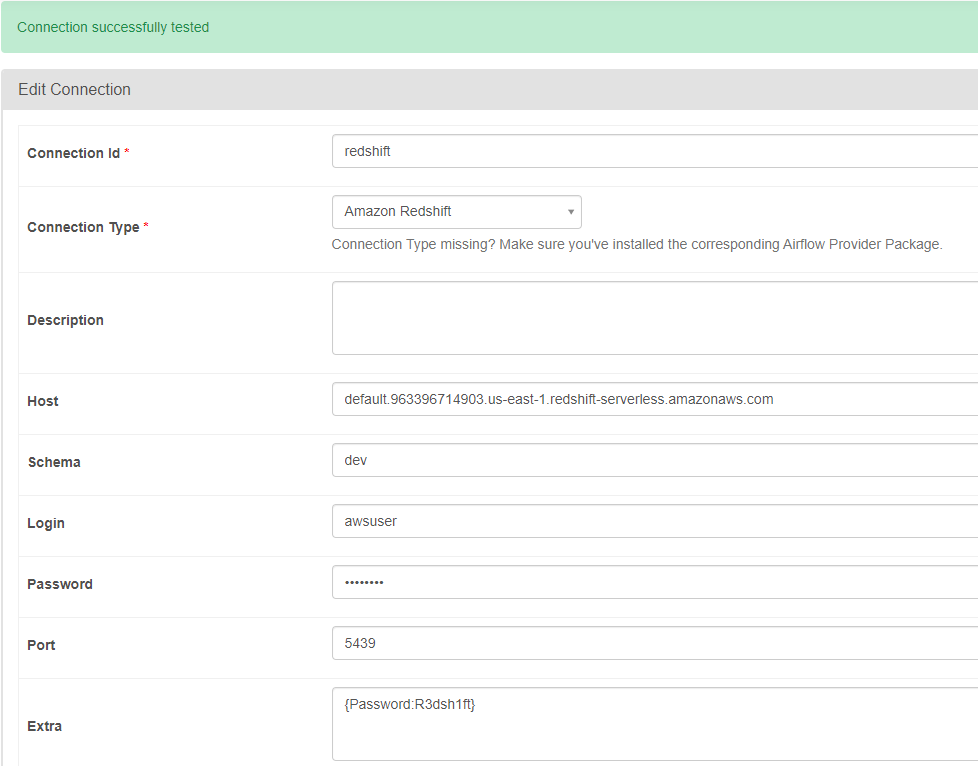 Connection successfully tested
Edit Connection
Connection Id *
redshift
Connection Type *
Amazon Redshift
Connection Type missing? Make sure you've installed the corresponding Airflow Provider Package.
Description
Host
default.963396714903.us-east-1.redshift-serverless.amazonaws.com
Schema
dev
Login
awsuser
Password
••••••••
Port
5439
Extra
{Password:R3dsh1ft}